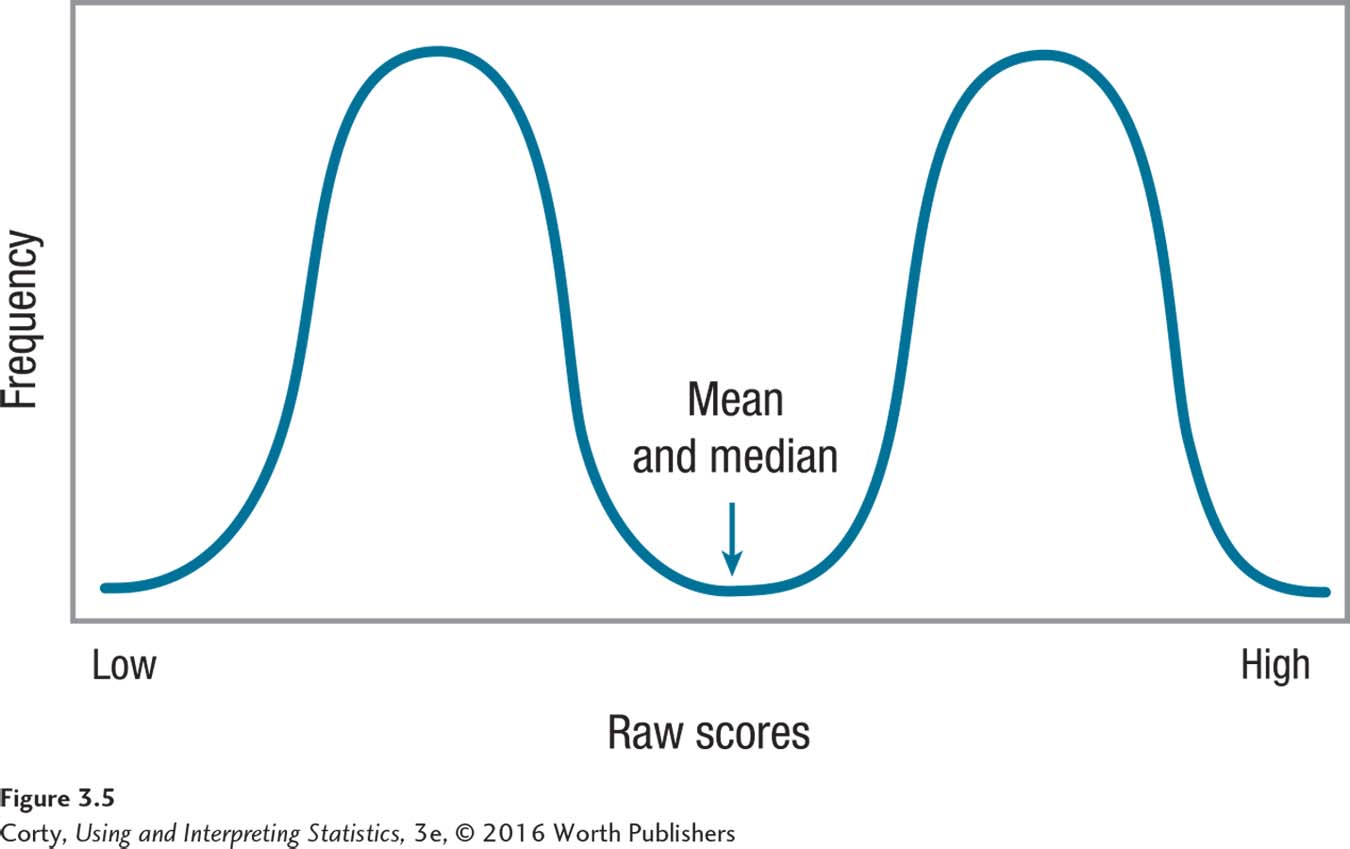 Frequency
Mean
and median
Low
High
Raw scores
Figure 3.5
Corty, Using and Interpreting Statistics, 3e, © 2016 Worth Publishers